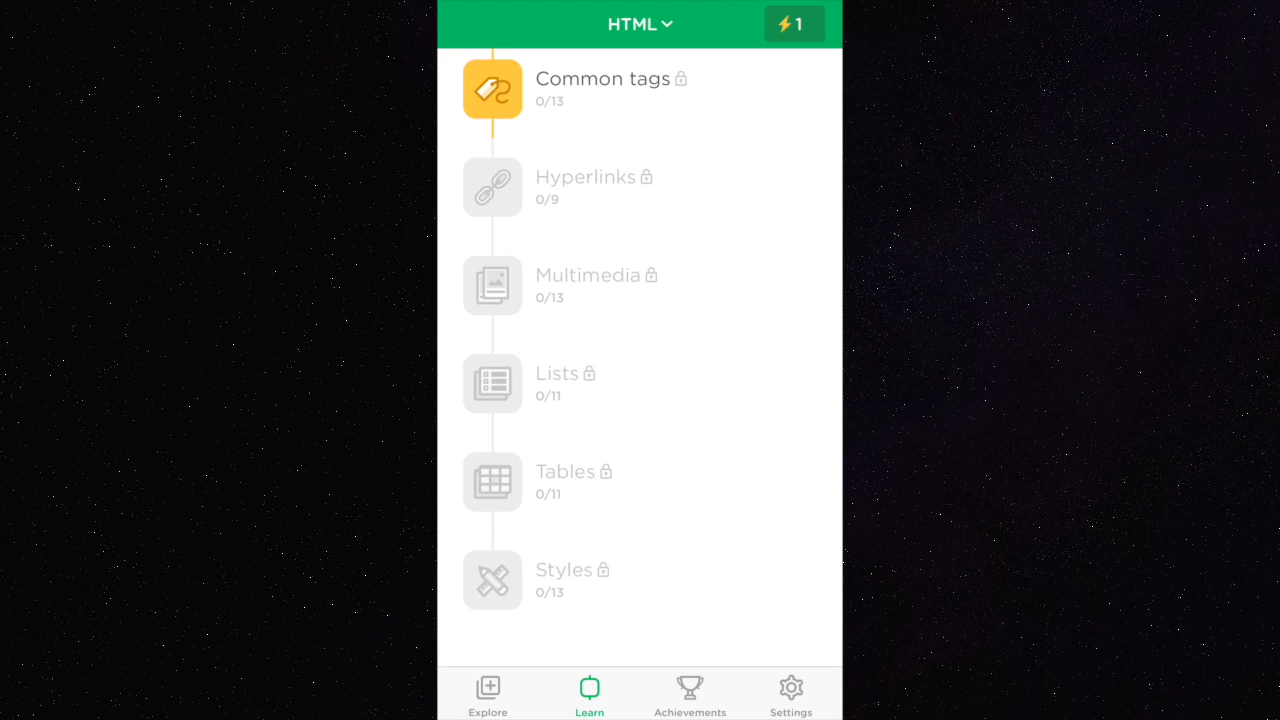 HTML
1
Common tags
0/13
Hyperlinks
0/9
Multimedia
0/13
Lists
0/11
Tables
0/11
Styles
0/13
Explore
Learn
Achievements
Settings